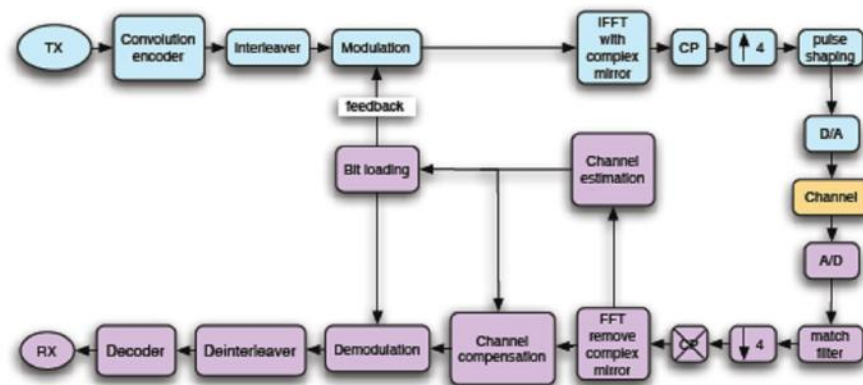 TX
Convolution
encoder
Interleaver
Modulation
IFFT
with
complex
mirror
CP
4
pulse
shaping
feedback
D/A
Bit loading
Channel
estimation
Channel
A/D
RX
Decoder
Deinterleaver
Demodulation
Channel
compensation
FFT
remove
complex
mirror
CP
4
match
filter